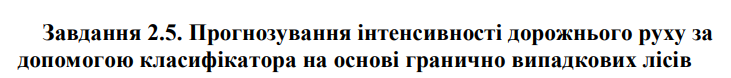 Завдання 2.5. Прогнозування інтенсивності дорожнього руху за
допомогою класифікатора на основі гранично випадкових лісів